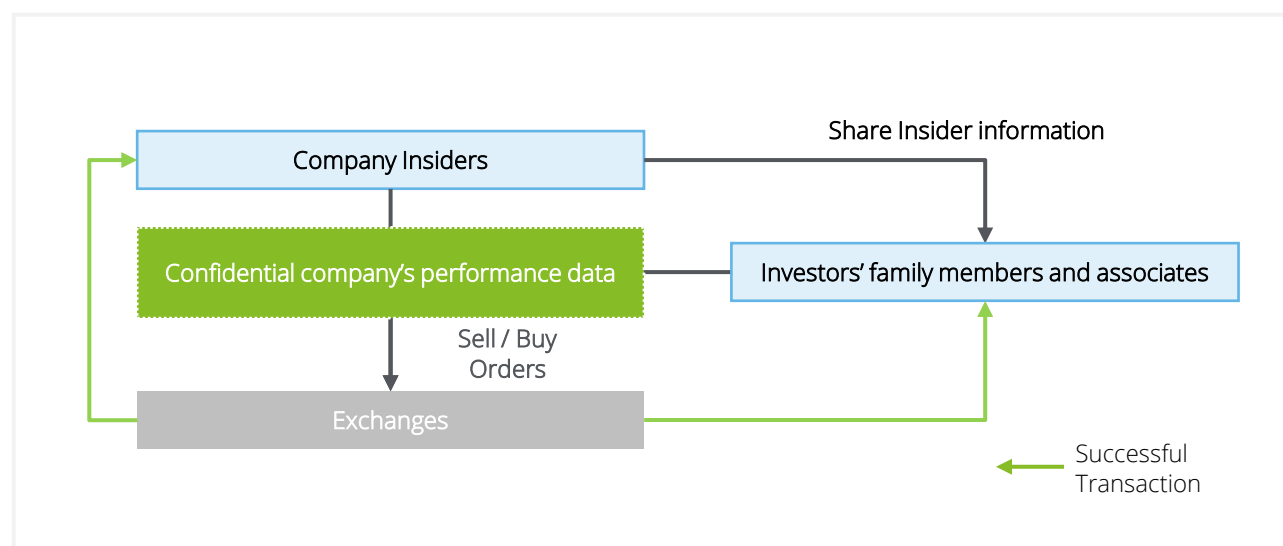 Share Insider information
Company Insiders
Confidential company’s performance data
Investors’ family members and associates
Sell / Buy
Orders
Exchanges
Successful
Transaction